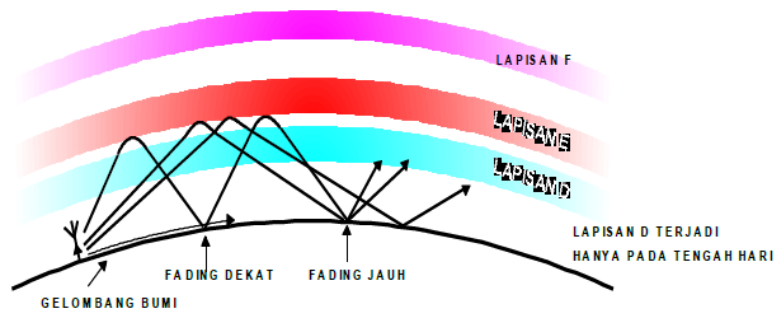 LAPISAN F
LAPISAN E
LAPISAN D
LAPISAN D TERJADI
HANYA PADA TENGAH HARI
FADING DEKAT
FADING JAUH
GELOMBANG BUMI